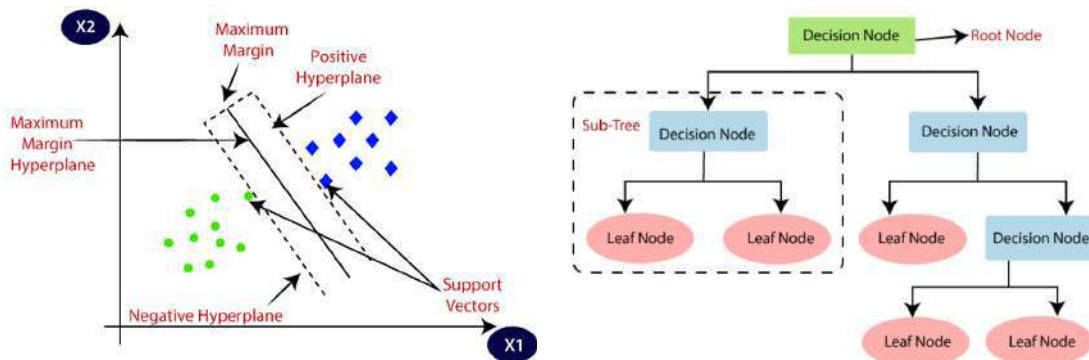 X2
Maximum
Margin
Positive
Hyperplane
Maximum
Margin
Hyperplane
Support
Vectors
Negative Hyperplane
X1
Decision Node
Root Node
Sub-Tree
Decision Node
Decision Node
Leaf Node
Leaf Node
Leaf Node
Decision Node
Leaf Node
Leaf Node